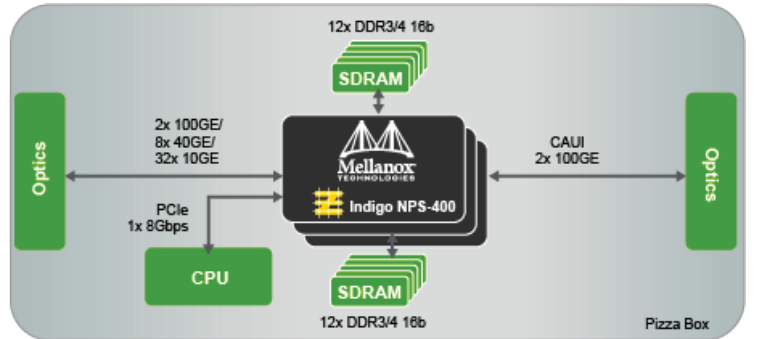 12x DDR3/4 16b
SDRAM
Optics
2x 100GE/
8x 40GE/
32x 10GE
Mellanox
TECHNOLOGIES
Indigo NPS-400
CAUI
2x 100GE
Optics
PCIe
1x 8Gbps
CPU
SDRAM
12x DDR3/4 16b
Pizza Box